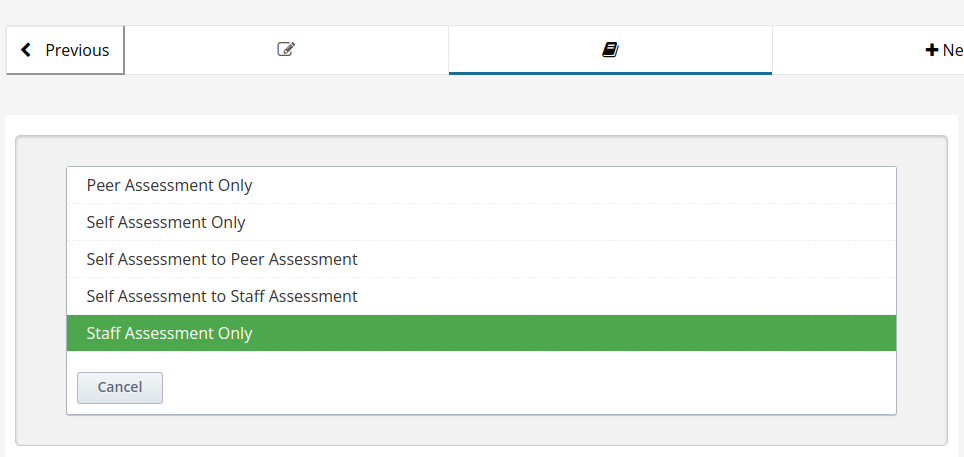 Previous
Ne
Peer Assessment Only
Self Assessment Only
Self Assessment to Peer Assessment
Self Assessment to Staff Assessment
Staff Assessment Only
Cancel